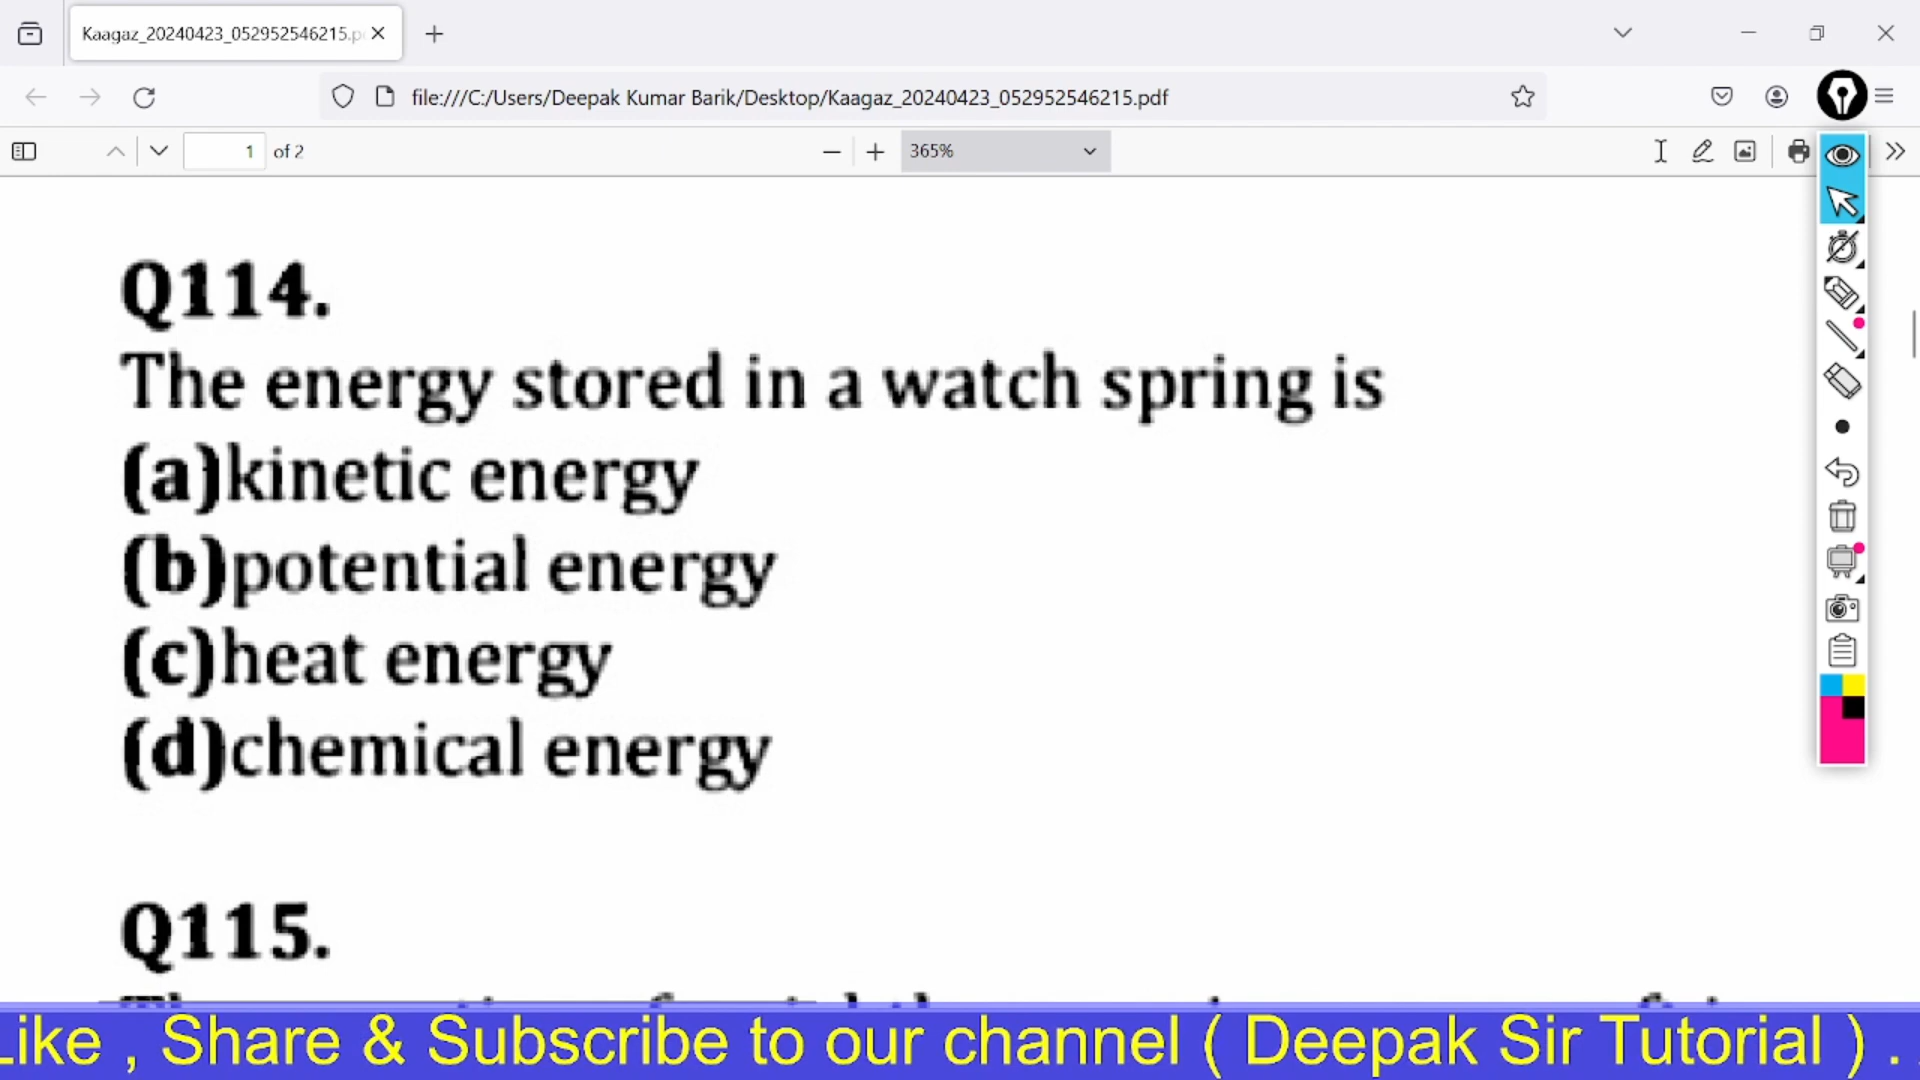 Kaagaz_20240423_052952546215.p
file:///C:/Users/Deepak Kumar Barik/Desktop/Kaagaz_20240423_052952546215.pdf
1 of 2
365%
Q114.
The energy stored in a watch spring is
(a)kinetic energy
(b)potential energy
(c)heat energy
(d)chemical energy
Q115.
Like , Share & Subscribe to our channel ( Deepak Sir Tutorial ) .